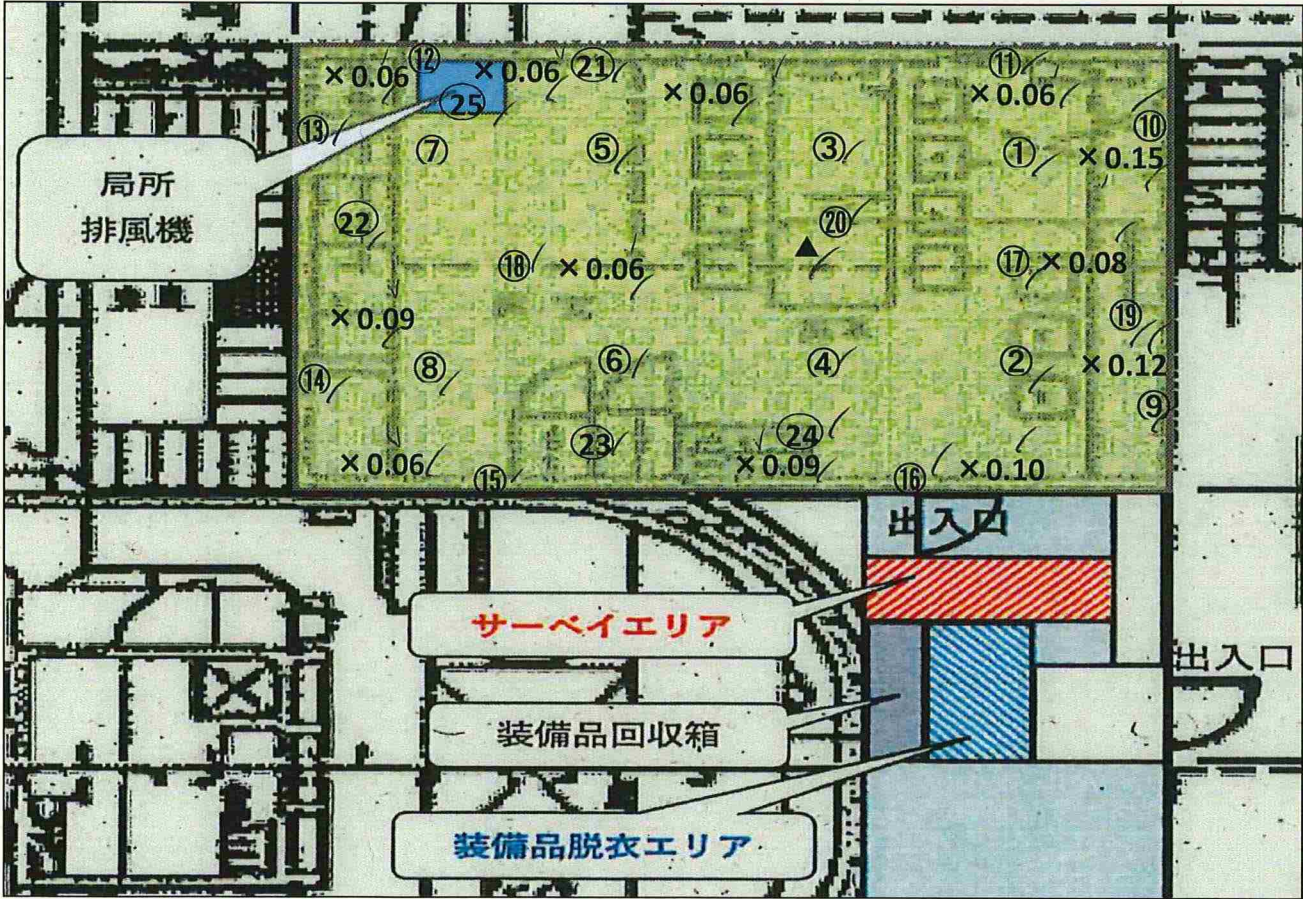 ⑫ ㉑ ⑪
×0.06 ×0.06 ×0.06 ×0.06
㉕
⑬ ⑦ ⑤ ③ ① ⑩
×0.15
局所
排風機
㉒ ⑳
▲
⑱ ×0.06 ⑰ ×0.08
×0.09 ⑲
⑭ ⑧ ⑥ ④ ② ×0.12
⑨
㉓ ㉔
×0.06 ×0.09 ×0.10
⑮ ⑯
出入口
サーベイエリア
出入口
装備品回収箱
装備品脱衣エリア